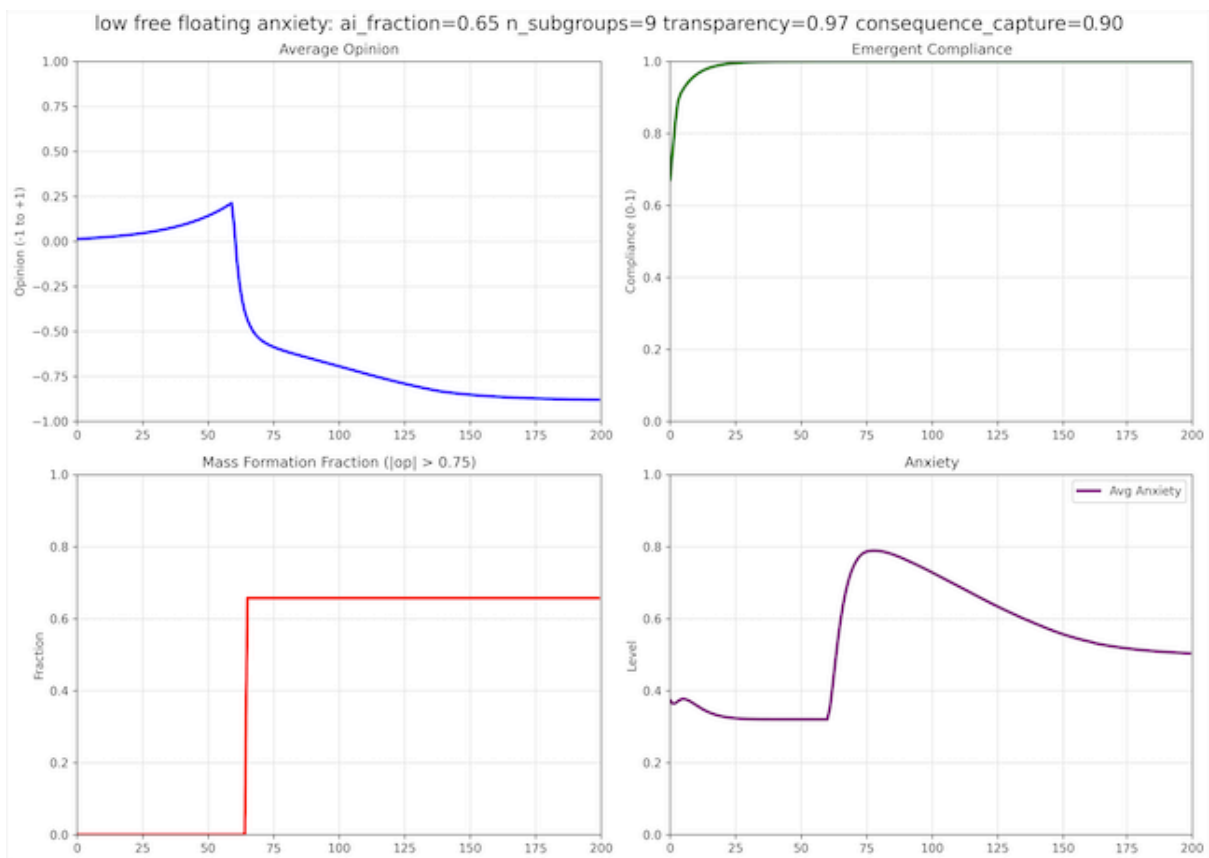 low free floating anxiety: ai_fraction=0.65 n_subgroups=9 transparency=0.97 consequence_capture=0.90
Average Opinion
Opinion (-1 to +1)
1.00
0.75
0.50
0.25
0.00
−0.25
−0.50
−0.75
−1.00
0 25 50 75 100 125 150 175 200
Emergent Compliance
Compliance (0-1)
1.0
0.8
0.6
0.4
0.2
0.0
0 25 50 75 100 125 150 175 200
Mass Formation Fraction (|op| > 0.75)
Fraction
1.0
0.8
0.6
0.4
0.2
0.0
0 25 50 75 100 125 150 175 200
Anxiety
Avg Anxiety
Level
1.0
0.8
0.6
0.4
0.2
0.0
0 25 50 75 100 125 150 175 200